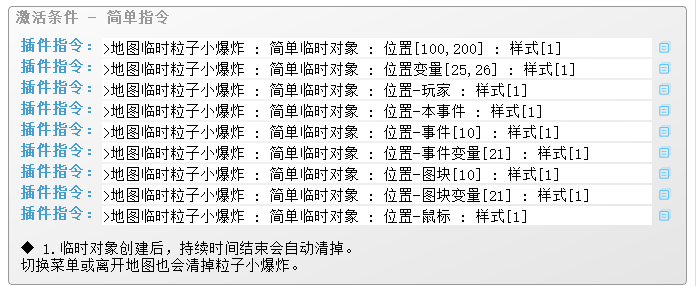 激活条件 - 简单指令
插件指令：>地图临时粒子小爆炸 : 简单临时对象 : 位置[100,200] : 样式[1]
插件指令：>地图临时粒子小爆炸 : 简单临时对象 : 位置变量[25,26] : 样式[1]
插件指令：>地图临时粒子小爆炸 : 简单临时对象 : 位置-玩家 : 样式[1]
插件指令：>地图临时粒子小爆炸 : 简单临时对象 : 位置-本事件 : 样式[1]
插件指令：>地图临时粒子小爆炸 : 简单临时对象 : 位置-事件[10] : 样式[1]
插件指令：>地图临时粒子小爆炸 : 简单临时对象 : 位置-事件变量[21] : 样式[1]
插件指令：>地图临时粒子小爆炸 : 简单临时对象 : 位置-图块[10] : 样式[1]
插件指令：>地图临时粒子小爆炸 : 简单临时对象 : 位置-图块变量[21] : 样式[1]
插件指令：>地图临时粒子小爆炸 : 简单临时对象 : 位置-鼠标 : 样式[1]
◆ 1.临时对象创建后，持续时间结束会自动清掉。
切换菜单或离开地图也会清掉粒子小爆炸。